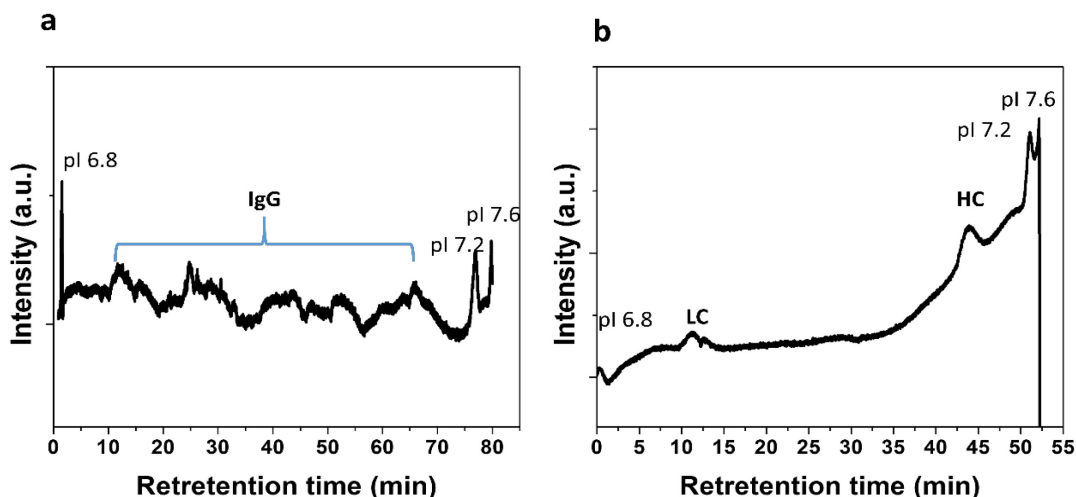 a
pI 6.8
IgG
pI 7.6
pI 7.2
Intensity (a.u.)
0 10 20 30 40 50 60 70 80
Retretention time (min)
b
pI 7.6
pI 7.2
HC
LC
pI 6.8
Intensity (a.u.)
0 5 10 15 20 25 30 35 40 45 50 55
Retretention time (min)